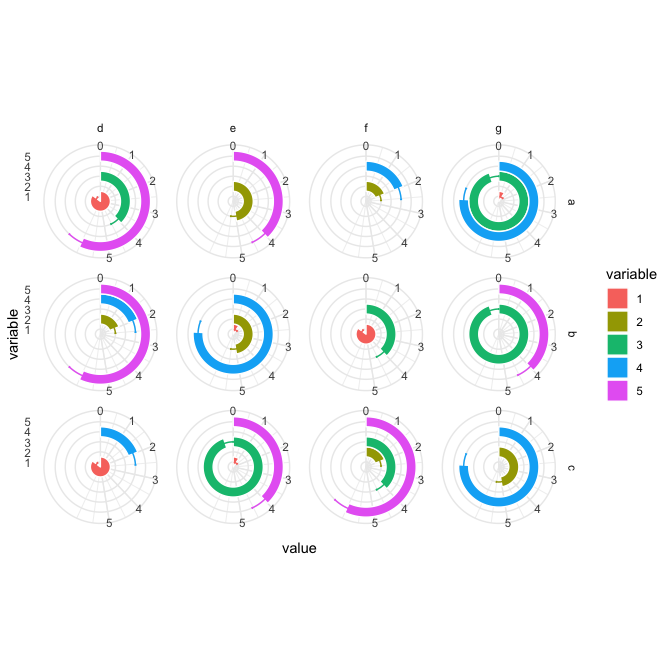 d e f g
0 0 0 0
5 1 1 1 1
4
3 2 2 2 2
2
1 3 3 3 3 a
4 4 4 4
5 5 5 5
variable
0 0 0 0
5 1 1 1 1 1
4 2
3 2 2 2 2 3
2 4
1 3 3 3 3 b 5
4 4 4 4
5 5 5 5
variable
0 0 0 0
5 1 1 1 1
4
3 2 2 2 2
2
1 3 3 3 3 c
4 4 4 4
5 5 5 5
value